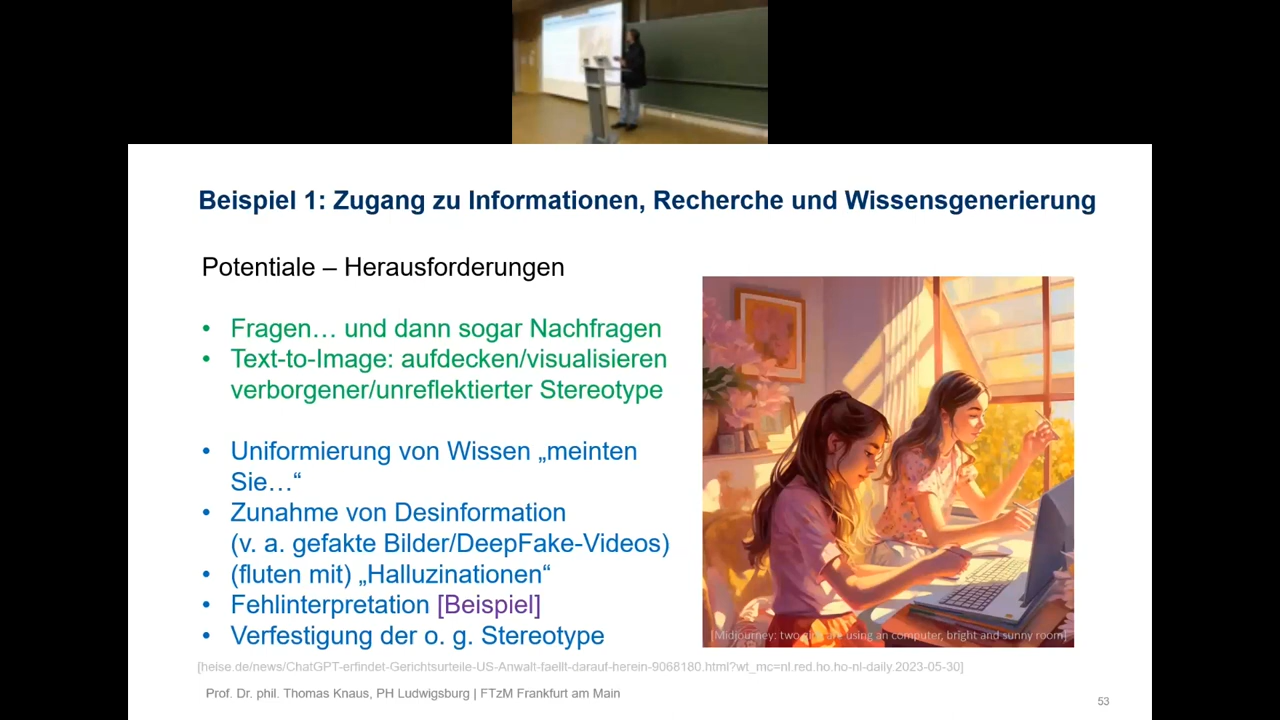 Beispiel 1: Zugang zu Informationen, Recherche und Wissensgenerierung
Potentiale – Herausforderungen
• Fragen… und dann sogar Nachfragen
• Text-to-Image: aufdecken/visualisieren
verborgener/unreflektierter Stereotype
• Uniformierung von Wissen „meinten
Sie…“
• Zunahme von Desinformation
(v. a. gefakte Bilder/DeepFake-Videos)
• (fluten mit) „Halluzinationen“
• Fehlinterpretation [Beispiel]
• Verfestigung der o. g. Stereotype
[Midjourney: two girls are using an computer, bright and sunny room]
[heise.de/news/ChatGPT-erfindet-Gerichtsurteile-US-Anwalt-faellt-darauf-herein-9068180.html?wt_mc=nl.red.ho.ho-nl-daily.2023-05-30]
Prof. Dr. phil. Thomas Knaus, PH Ludwigsburg | FTzM Frankfurt am Main
53